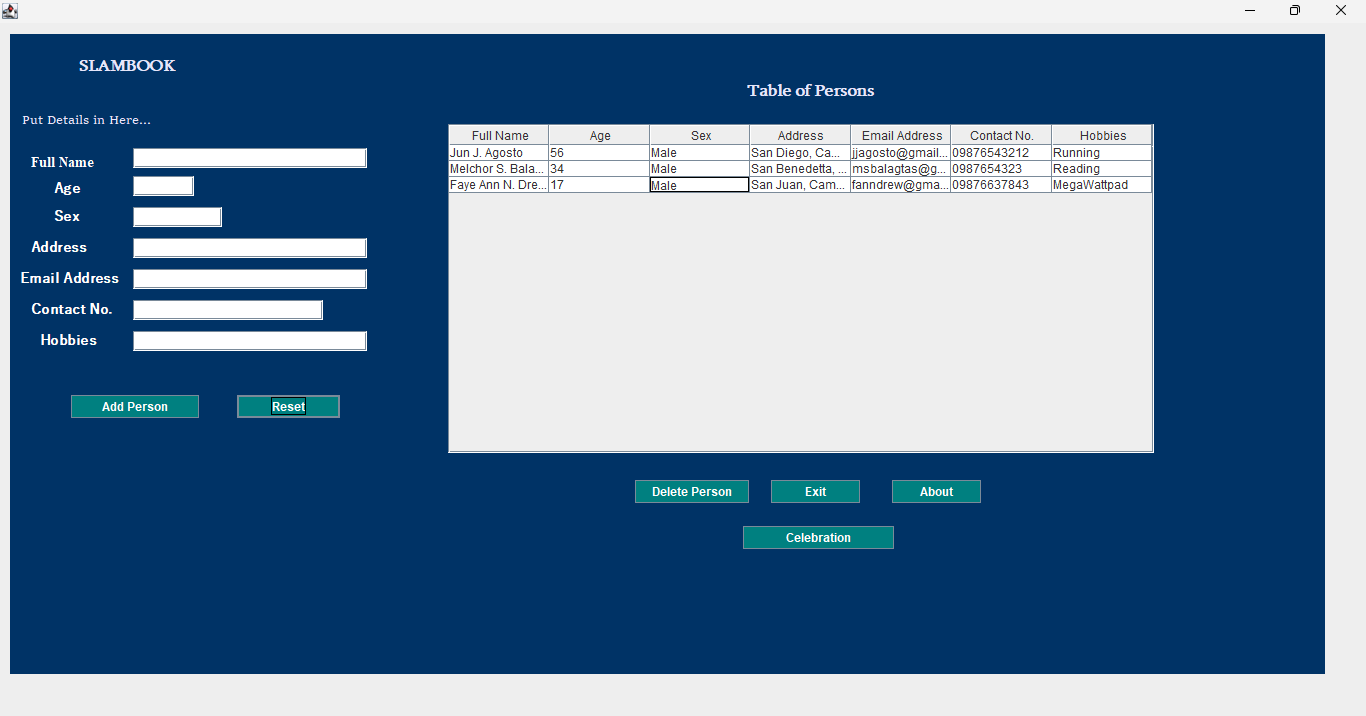 SLAMBOOK
Put Details in Here...
Full Name
Age
Sex
Address
Email Address
Contact No.
Hobbies
Add Person Reset
Table of Persons
Full Name Age Sex Address Email Address Contact No. Hobbies
Jun J. Agosto 56 Male San Diego, Ca... jjagosto@gmail... 09876543212 Running
Melchor S. Bala... 34 Male San Benedetta, ... msbalagtas@g... 0987654323 Reading
Faye Ann N. Dre... 17 Male San Juan, Cam... fanndrew@gma... 09876637843 MegaWattpad
Delete Person Exit About
Celebration